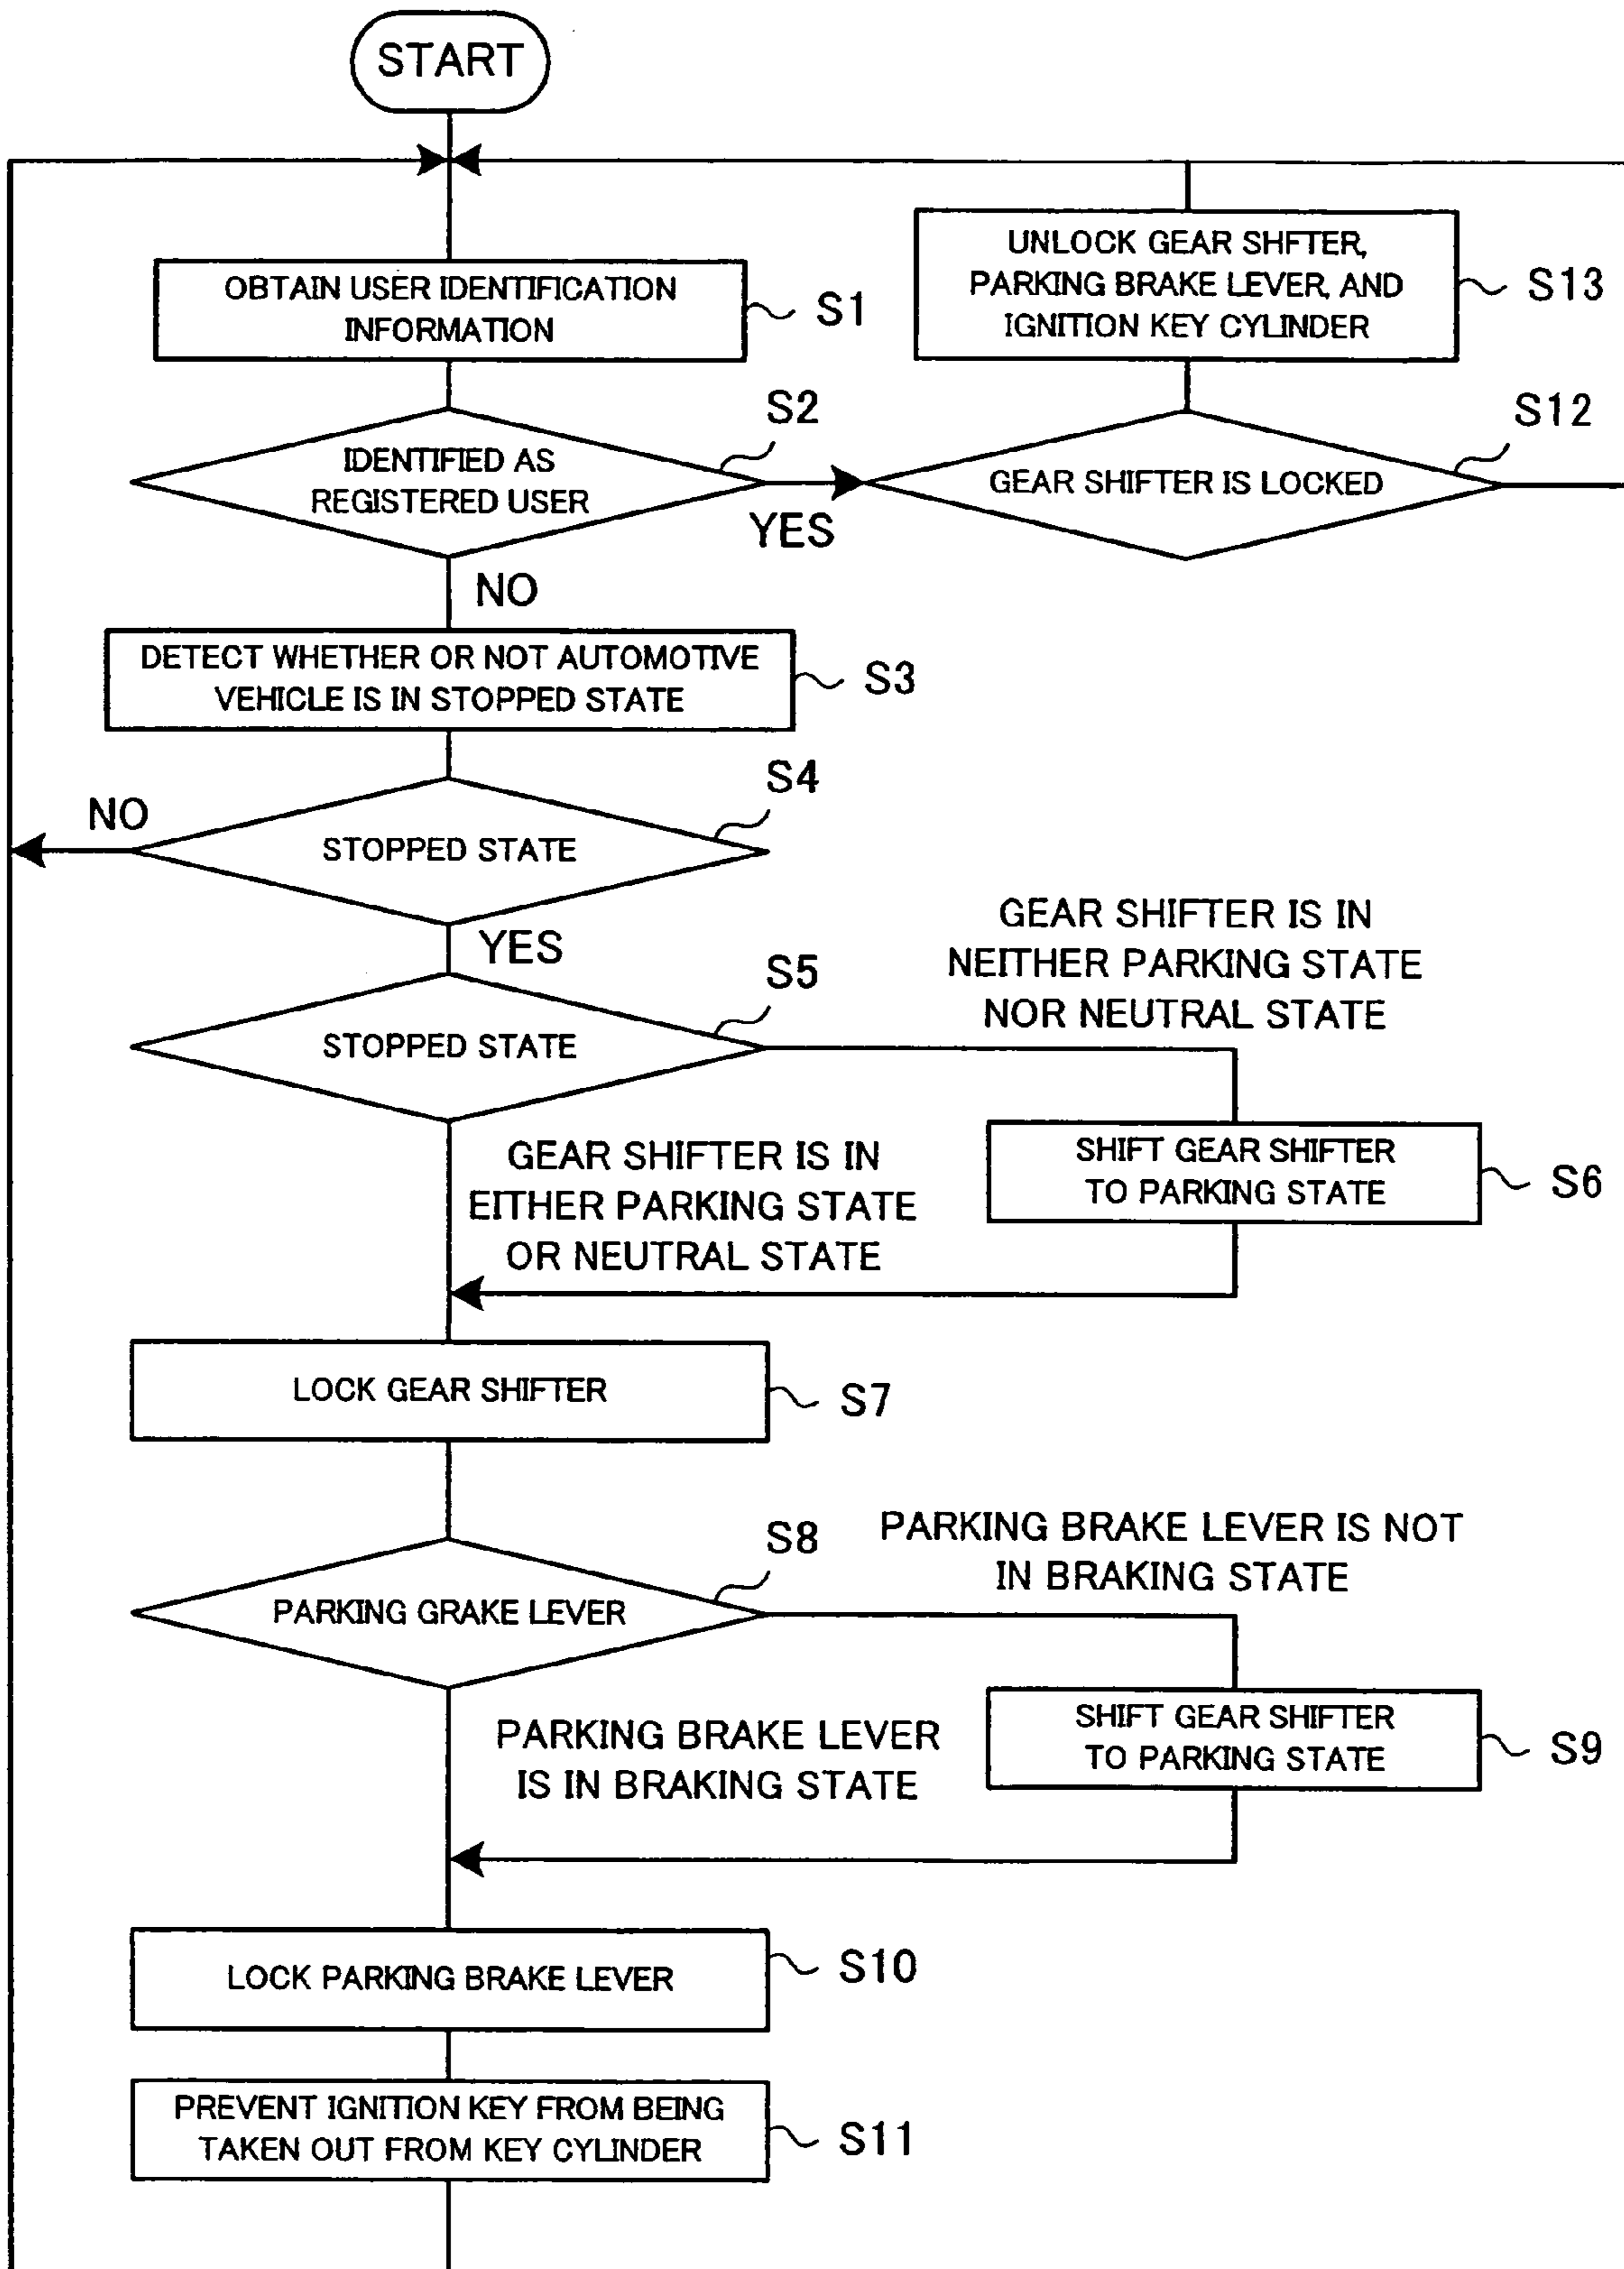 START
OBTAIN USER IDENTIFICATION
INFORMATION
S1
UNLOCK GEAR SHFTER,
PARKING BRAKE LEVER, AND
IGNITION KEY CYLINDER
S13
S2
IDENTIFIED AS
REGISTERED USER
YES
NO
S12
GEAR SHIFTER IS LOCKED
DETECT WHETHER OR NOT AUTOMOTIVE
VEHICLE IS IN STOPPED STATE
S3
S4
NO
STOPPED STATE
YES
S5
STOPPED STATE
GEAR SHIFTER IS IN
NEITHER PARKING STATE
NOR NEUTRAL STATE
SHIFT GEAR SHIFTER
TO PARKING STATE
S6
GEAR SHIFTER IS IN
EITHER PARKING STATE
OR NEUTRAL STATE
LOCK GEAR SHIFTER
S7
S8
PARKING GRAKE LEVER
PARKING BRAKE LEVER IS NOT
IN BRAKING STATE
SHIFT GEAR SHIFTER
TO PARKING STATE
S9
PARKING BRAKE LEVER
IS IN BRAKING STATE
LOCK PARKING BRAKE LEVER
S10
PREVENT IGNITION KEY FROM BEING
TAKEN OUT FROM KEY CYLINDER
S11